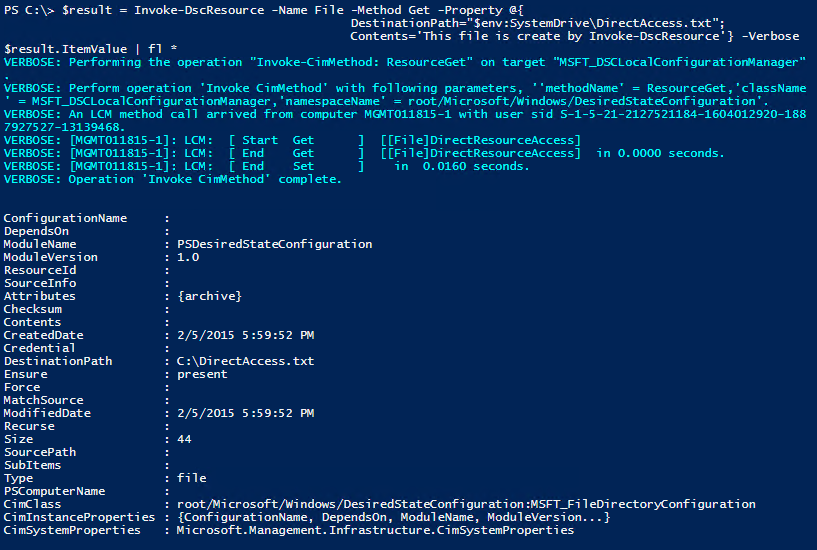 PS C:\> $result = Invoke-DscResource -Name File -Method Get -Property @{
                                              DestinationPath="$env:SystemDrive\DirectAccess.txt";
                                              Contents='This file is create by Invoke-DscResource'} -Verbose
$result.ItemValue | fl *
VERBOSE: Performing the operation "Invoke-CimMethod: ResourceGet" on target "MSFT_DSCLocalConfigurationManager"
.
VERBOSE: Perform operation 'Invoke CimMethod' with following parameters, ''methodName' = ResourceGet,'className
' = MSFT_DSCLocalConfigurationManager,'namespaceName' = root/Microsoft/Windows/DesiredStateConfiguration'.
VERBOSE: An LCM method call arrived from computer MGMT011815-1 with user sid S-1-5-21-2127521184-1604012920-188
7927527-13139468.
VERBOSE: [MGMT011815-1]: LCM:  [ Start  Get      ]  [[File]DirectResourceAccess]
VERBOSE: [MGMT011815-1]: LCM:  [ End    Get      ]  [[File]DirectResourceAccess]  in 0.0000 seconds.
VERBOSE: [MGMT011815-1]: LCM:  [ End    Set      ]    in  0.0160 seconds.
VERBOSE: Operation 'Invoke CimMethod' complete.
ConfigurationName     :
DependsOn             :
ModuleName            : PSDesiredStateConfiguration
ModuleVersion         : 1.0
ResourceId            :
SourceInfo            :
Attributes            : {archive}
Checksum              :
Contents              :
CreatedDate           : 2/5/2015 5:59:52 PM
Credential            :
DestinationPath       : C:\DirectAccess.txt
Ensure                : present
Force                 :
MatchSource           :
ModifiedDate          : 2/5/2015 5:59:52 PM
Recurse               :
Size                  : 44
SourcePath            :
SubItems              :
Type                  : file
PSComputerName        :
CimClass              : root/Microsoft/Windows/DesiredStateConfiguration:MSFT_FileDirectoryConfiguration
CimInstanceProperties : {ConfigurationName, DependsOn, ModuleName, ModuleVersion...}
CimSystemProperties   : Microsoft.Management.Infrastructure.CimSystemProperties